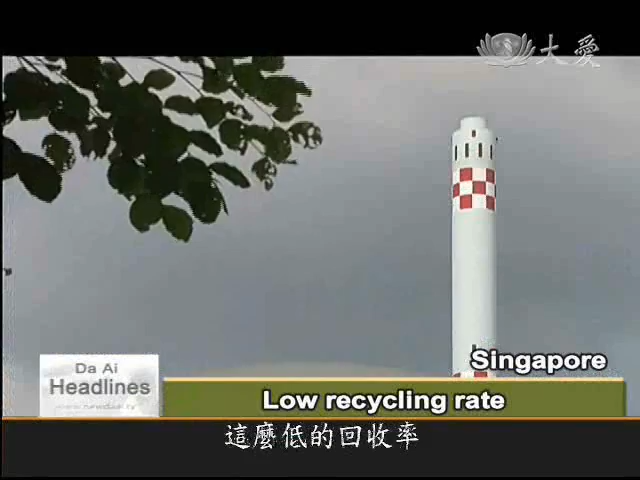 大愛
Singapore
Da Ai
Headlines
Low recycling rate
這麼低的回收率